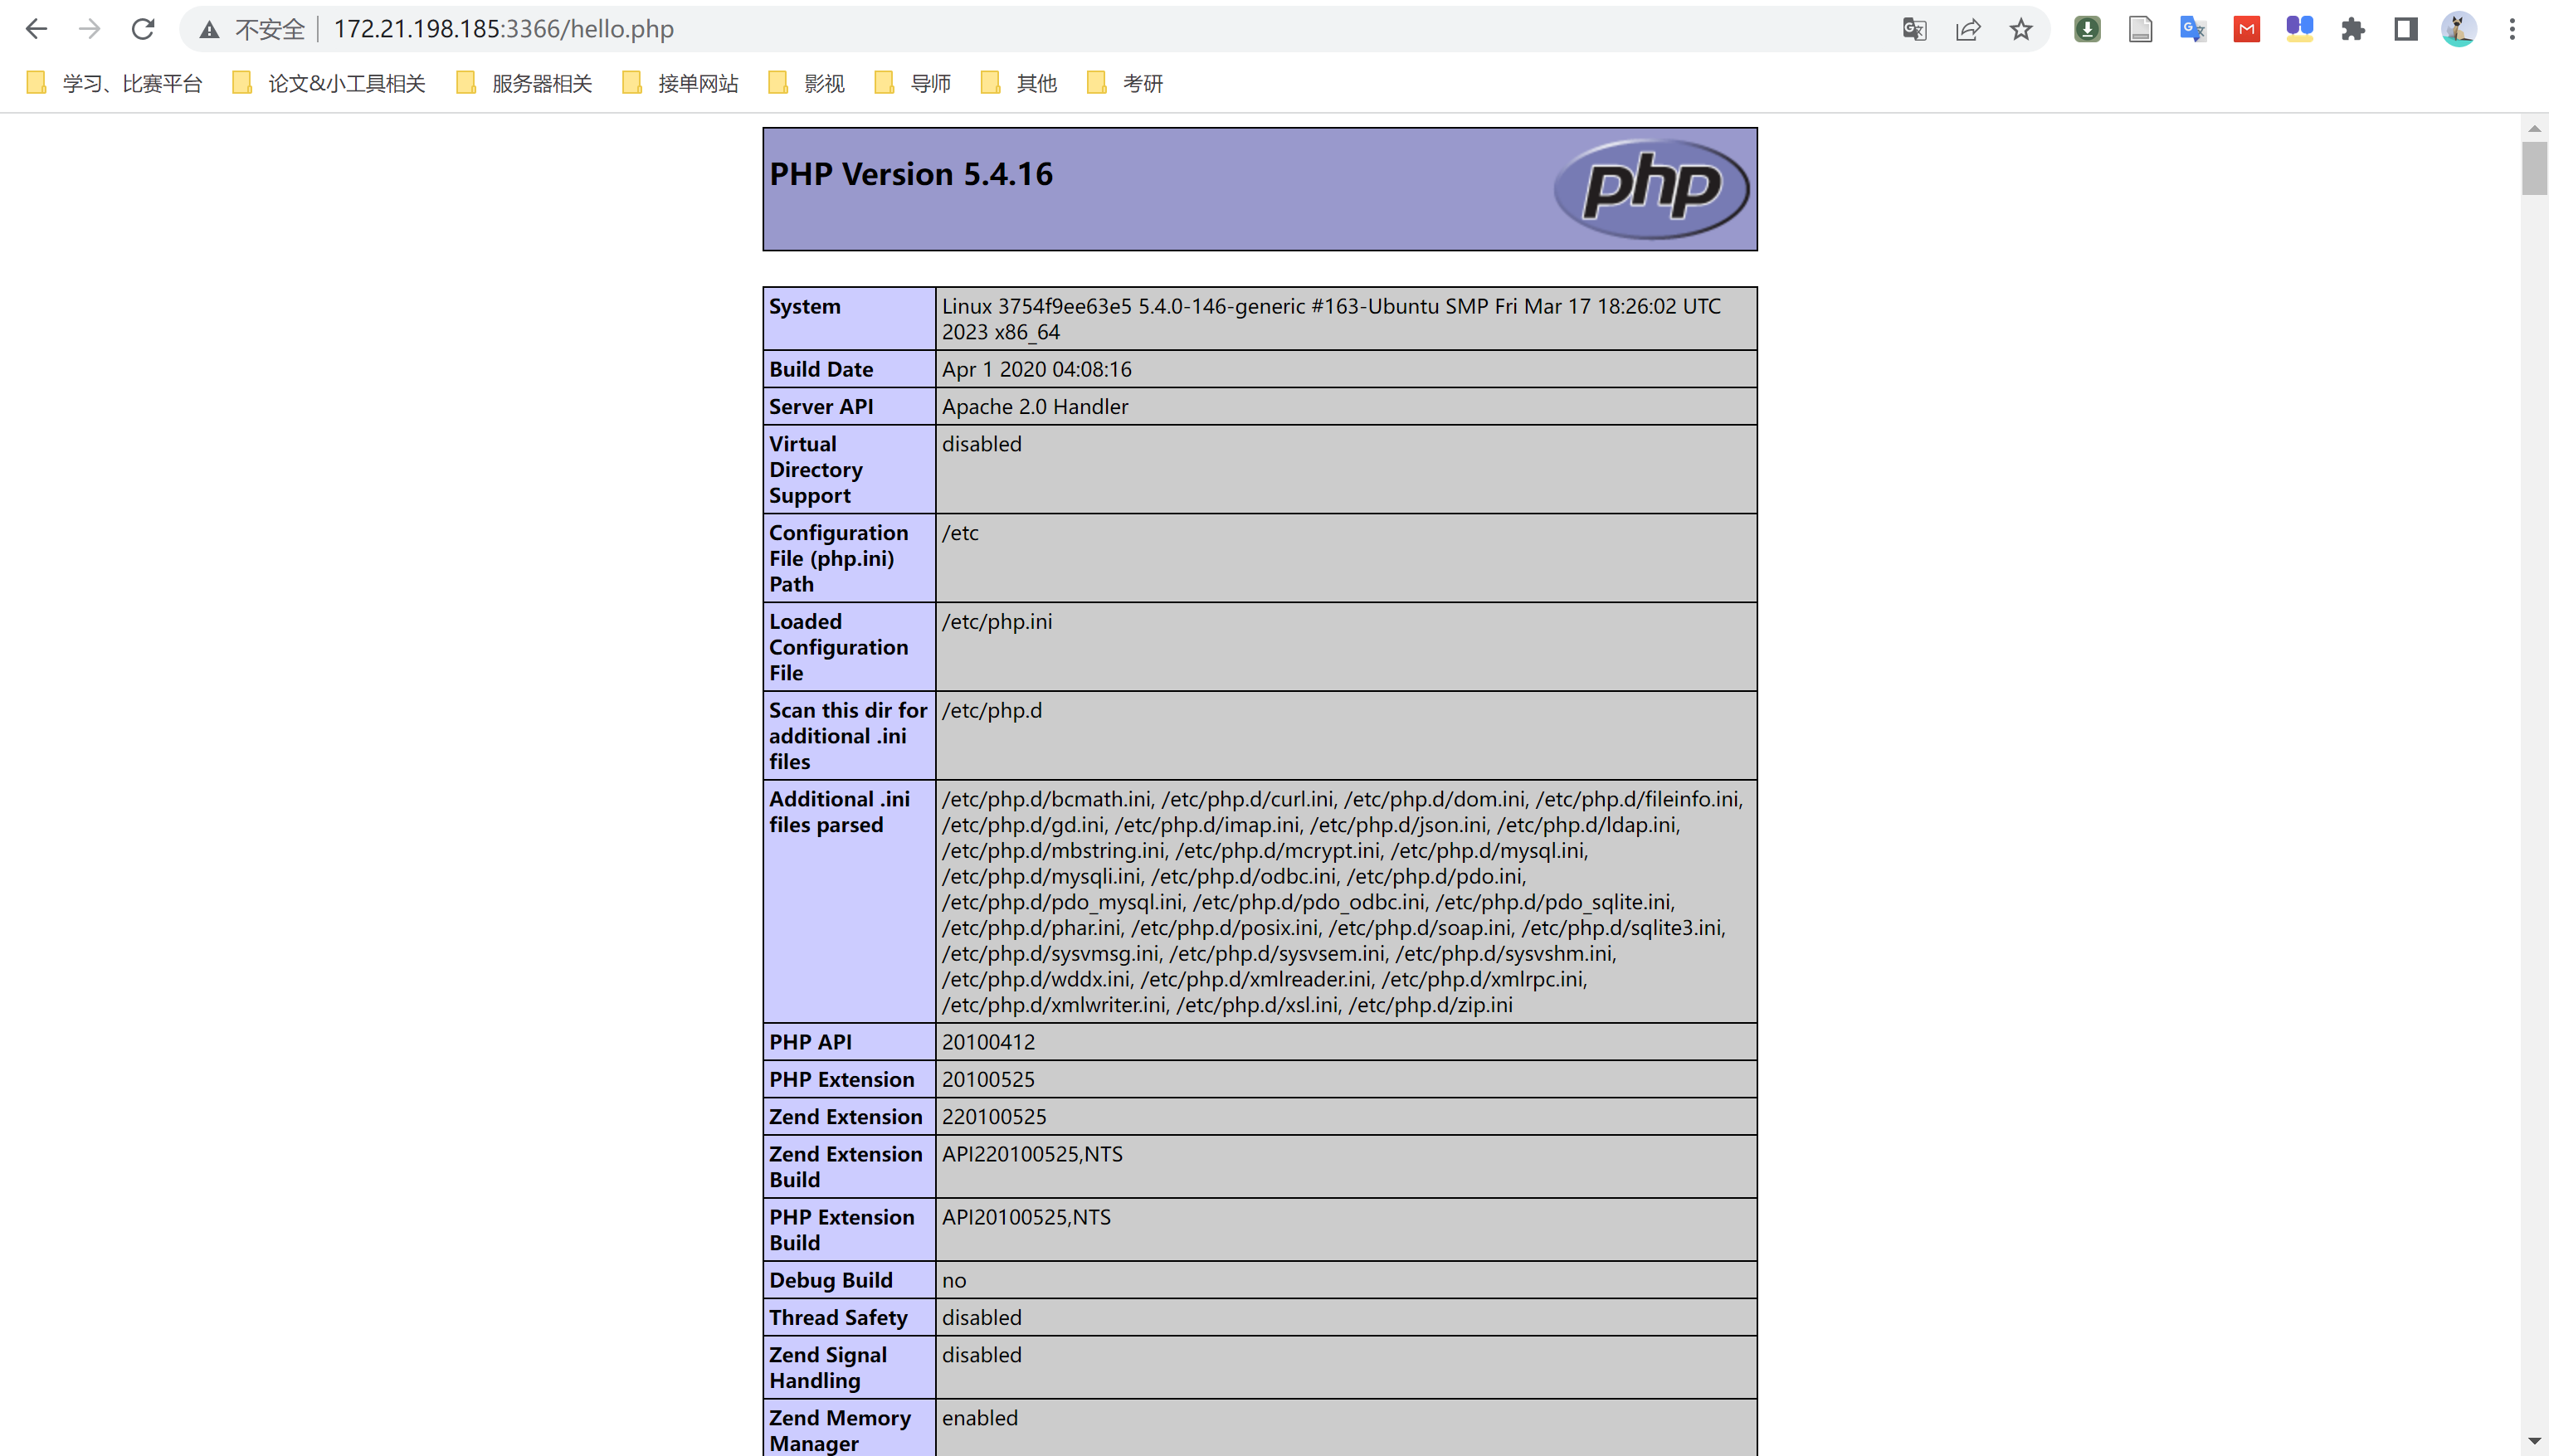 不安全 172.21.198.185:3366/hello.php
学习、比赛平台 论文&小工具相关 服务器相关 接单网站 影视 导师 其他 考研
PHP Version 5.4.16
php
System
Linux 3754f9ee63e5 5.4.0-146-generic #163-Ubuntu SMP Fri Mar 17 18:26:02 UTC
2023 x86_64
Build Date
Apr 1 2020 04:08:16
Server API
Apache 2.0 Handler
Virtual
Directory
Support
disabled
Configuration
File (php.ini)
Path
/etc
Loaded
Configuration
File
/etc/php.ini
Scan this dir for
additional .ini
files
/etc/php.d
Additional .ini
files parsed
/etc/php.d/bcmath.ini, /etc/php.d/curl.ini, /etc/php.d/dom.ini, /etc/php.d/fileinfo.ini,
/etc/php.d/gd.ini, /etc/php.d/imap.ini, /etc/php.d/json.ini, /etc/php.d/ldap.ini,
/etc/php.d/mbstring.ini, /etc/php.d/mcrypt.ini, /etc/php.d/mysql.ini,
/etc/php.d/mysqli.ini, /etc/php.d/odbc.ini, /etc/php.d/pdo.ini,
/etc/php.d/pdo_mysql.ini, /etc/php.d/pdo_odbc.ini, /etc/php.d/pdo_sqlite.ini,
/etc/php.d/phar.ini, /etc/php.d/posix.ini, /etc/php.d/soap.ini, /etc/php.d/sqlite3.ini,
/etc/php.d/sysvmsg.ini, /etc/php.d/sysvsem.ini, /etc/php.d/sysvshm.ini,
/etc/php.d/wddx.ini, /etc/php.d/xmlreader.ini, /etc/php.d/xmlrpc.ini,
/etc/php.d/xmlwriter.ini, /etc/php.d/xsl.ini, /etc/php.d/zip.ini
PHP API
20100412
PHP Extension
20100525
Zend Extension
220100525
Zend Extension
Build
API220100525,NTS
PHP Extension
Build
API20100525,NTS
Debug Build
no
Thread Safety
disabled
Zend Signal
Handling
disabled
Zend Memory
Manager
enabled